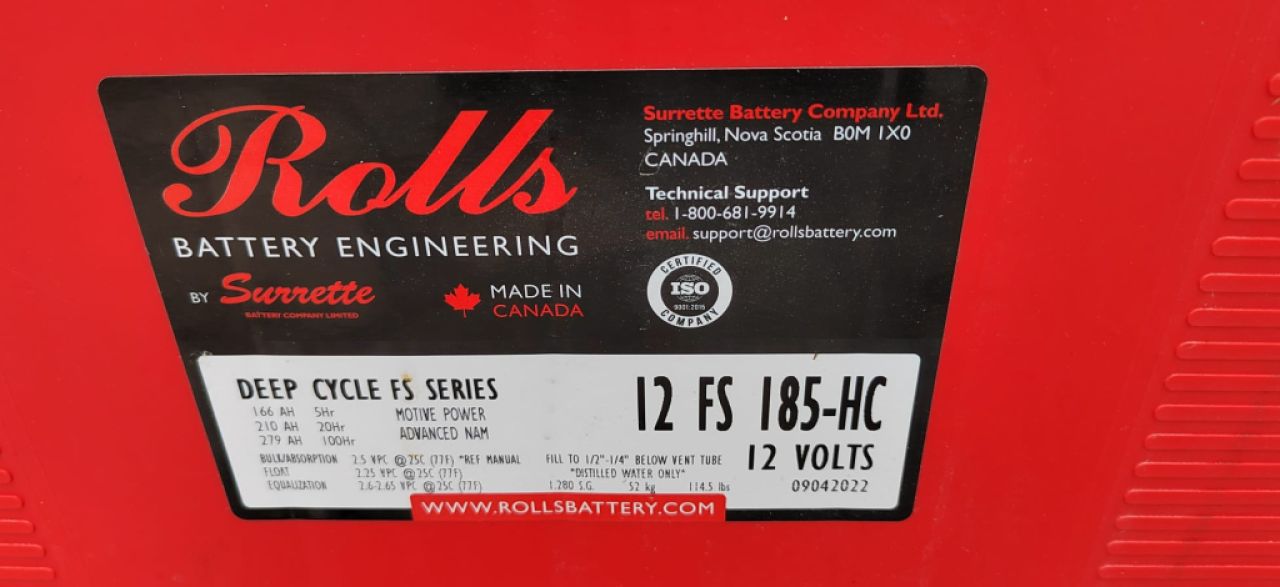 Rolls
BATTERY ENGINEERING
BY Surrette
BATTERY COMPANY LIMITED
MADE IN
CANADA
Surrette Battery Company Ltd.
Springhill, Nova Scotia B0M 1X0
CANADA
Technical Support
tel. 1-800-681-9914
email. support@rollsbattery.com
CERTIFIED
ISO
9001:2015
COMPANY
DEEP CYCLE FS SERIES
166 AH 5Hr MOTIVE POWER
210 AH 20Hr ADVANCED NAM
279 AH 100Hr
BULK/ABSORPTION 2.5 VPC @25C (77F) *REF MANUAL
FLOAT 2.25 VPC @25C (77F)
EQUALIZATION 2.6-2.65 VPC @25C (77F)
12 FS 185-HC
FILL TO 1/2"-1/4" BELOW VENT TUBE 12 VOLTS
"DISTILLED WATER ONLY"
1.280 S.G. 52 kg 114.5 lbs 09042022
WWW.ROLLSBATTERY.COM